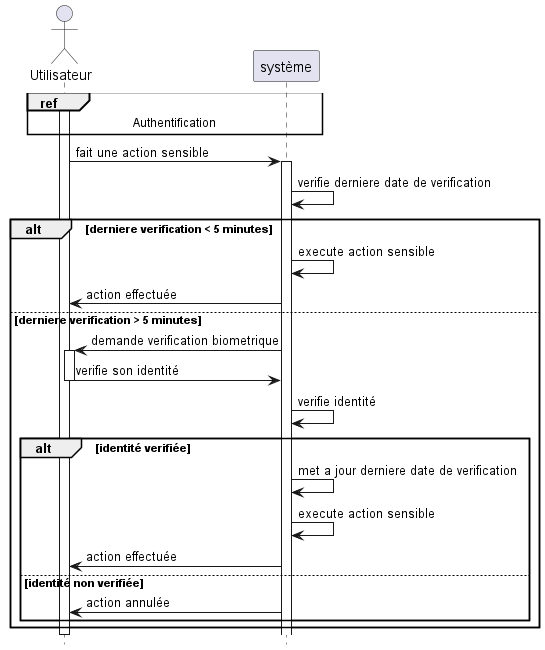 Utilisateur
système
ref
Authentification
fait une action sensible
verifie derniere date de verification
alt
[derniere verification < 5 minutes]
execute action sensible
action effectuée
[derniere verification > 5 minutes]
demande verification biometrique
verifie son identité
verifie identité
alt
[identité verifiée]
met a jour derniere date de verification
execute action sensible
action effectuée
[identité non verifiée]
action annulée